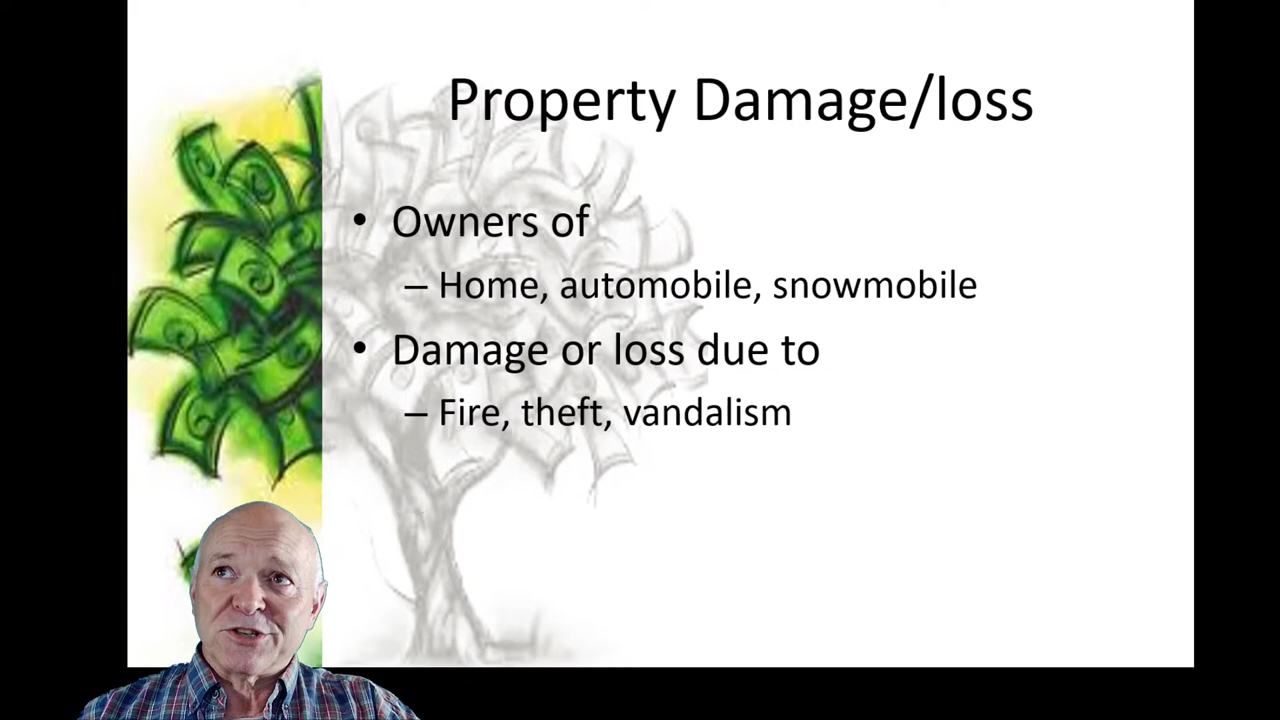 Property Damage/loss
• Owners of
– Home, automobile, snowmobile
• Damage or loss due to
– Fire, theft, vandalism